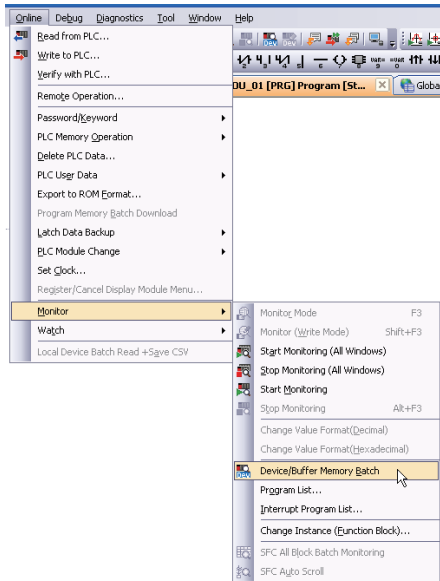 Online Debug Diagnostics Tool Window Help
Read from PLC...
Write to PLC...
Verify with PLC...
Remote Operation...
OU_01 [PRG] Program [St... Globa
Password/Keyword
PLC Memory Operation
Delete PLC Data...
PLC User Data
Export to ROM Format...
Program Memory Batch Download
Latch Data Backup
PLC Module Change
Set Clock...
Register/Cancel Display Module Menu...
Monitor
Watch
Local Device Batch Read +Save CSV
Monitor Mode F3
Monitor (Write Mode) Shift+F3
Start Monitoring (All Windows)
Stop Monitoring (All Windows)
Start Monitoring
Stop Monitoring Alt+F3
Change Value Format(Decimal)
Change Value Format(Hexadecimal)
DEV Device/Buffer Memory Batch
Program List...
Interrupt Program List...
Change Instance (Function Block)...
SFC All Block Batch Monitoring
SFC Auto Scroll